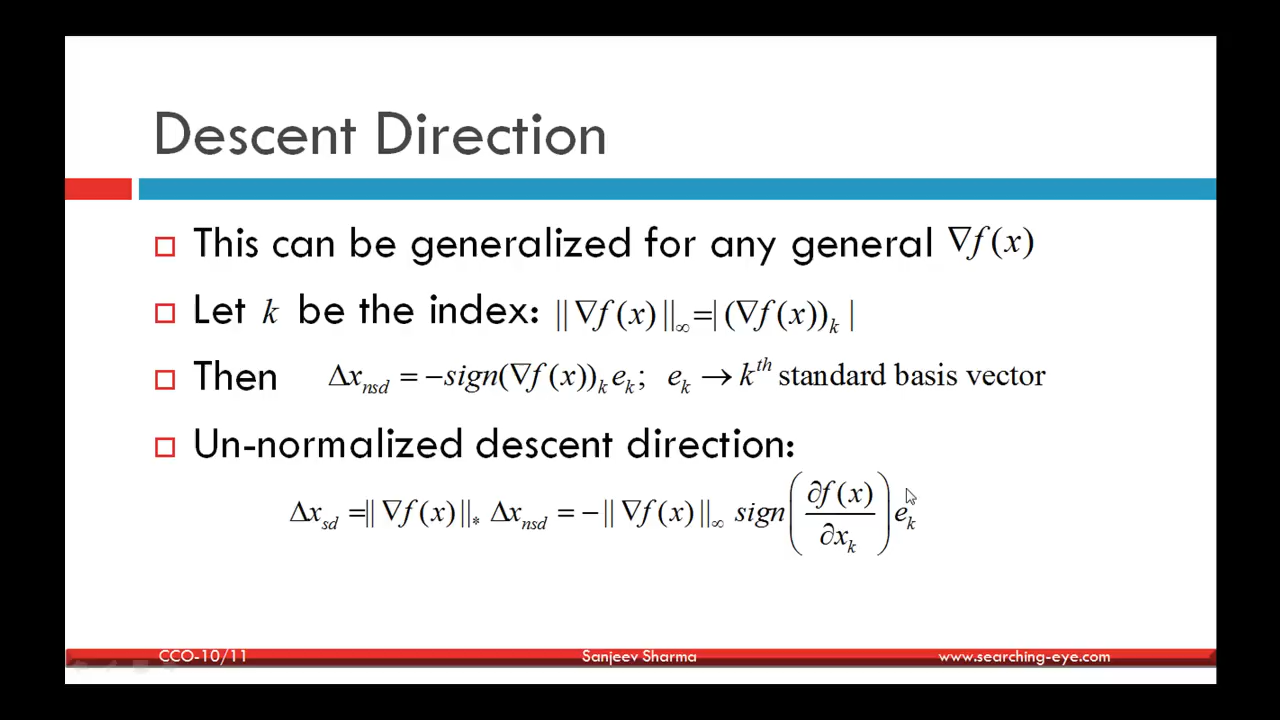 Descent Direction
This can be generalized for any general ∇f(x)
Let k be the index: ||∇f(x)||_∞ = |(∇f(x))_k|
Then Δx_nsd = −sign(∇f(x))_k e_k; e_k → k^th standard basis vector
Un-normalized descent direction:
Δx_sd = ||∇f(x)||_* Δx_nsd = −||∇f(x)||_∞ sign(∂f(x)/∂x_k) e_k
CCO-10/11 Sanjeev Sharma www.searching-eye.com